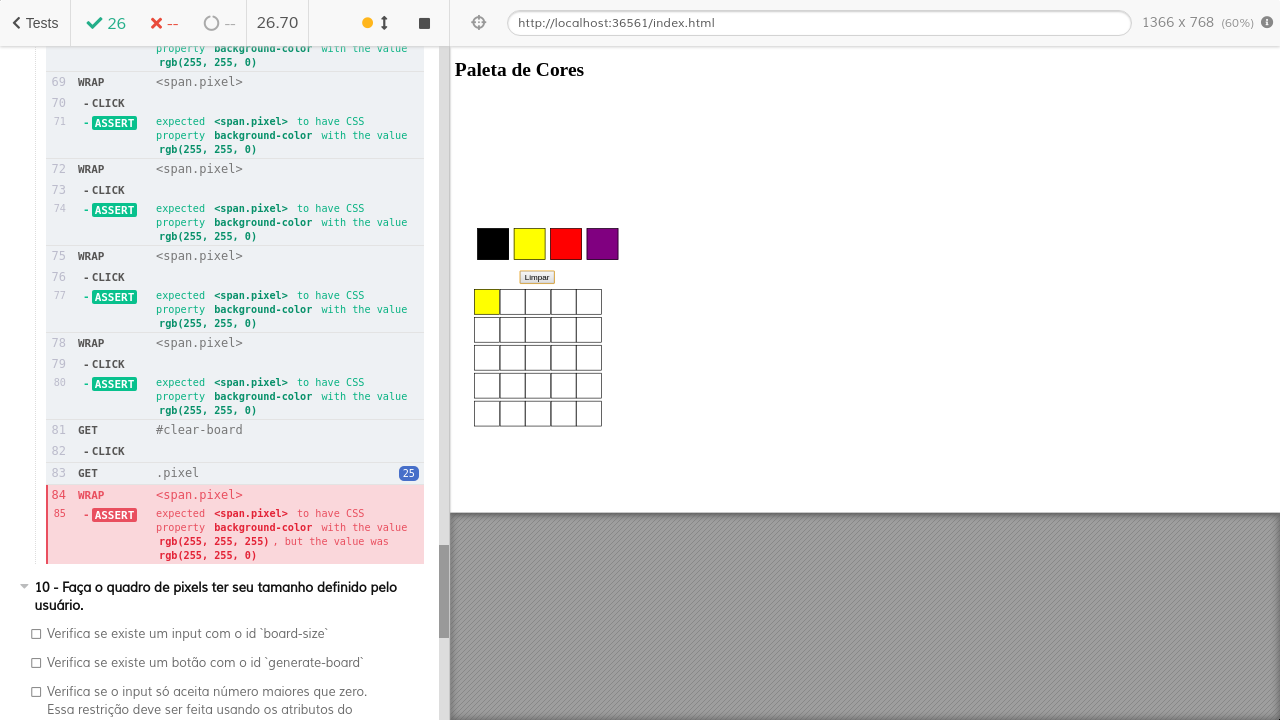 Tests
26
--
--
26.70
http://localhost:36561/index.html
1366 x 768 (60%)
property background-color with the value
rgb(255, 255, 0)
69 WRAP <span.pixel>
70 -CLICK
71 -ASSERT expected <span.pixel> to have CSS
property background-color with the value
rgb(255, 255, 0)
72 WRAP <span.pixel>
73 -CLICK
74 -ASSERT expected <span.pixel> to have CSS
property background-color with the value
rgb(255, 255, 0)
75 WRAP <span.pixel>
76 -CLICK
77 -ASSERT expected <span.pixel> to have CSS
property background-color with the value
rgb(255, 255, 0)
78 WRAP <span.pixel>
79 -CLICK
80 -ASSERT expected <span.pixel> to have CSS
property background-color with the value
rgb(255, 255, 0)
81 GET #clear-board
82 -CLICK
83 GET .pixel 25
84 WRAP <span.pixel>
85 -ASSERT expected <span.pixel> to have CSS
property background-color with the value
rgb(255, 255, 255), but the value was
rgb(255, 255, 0)
10 - Faça o quadro de pixels ter seu tamanho definido pelo
usuário.
Verifica se existe um input com o id `board-size`
Verifica se existe um botão com o id `generate-board`
Verifica se o input só aceita número maiores que zero.
Essa restrição deve ser feita usando os atributos do
Paleta de Cores
Limpar